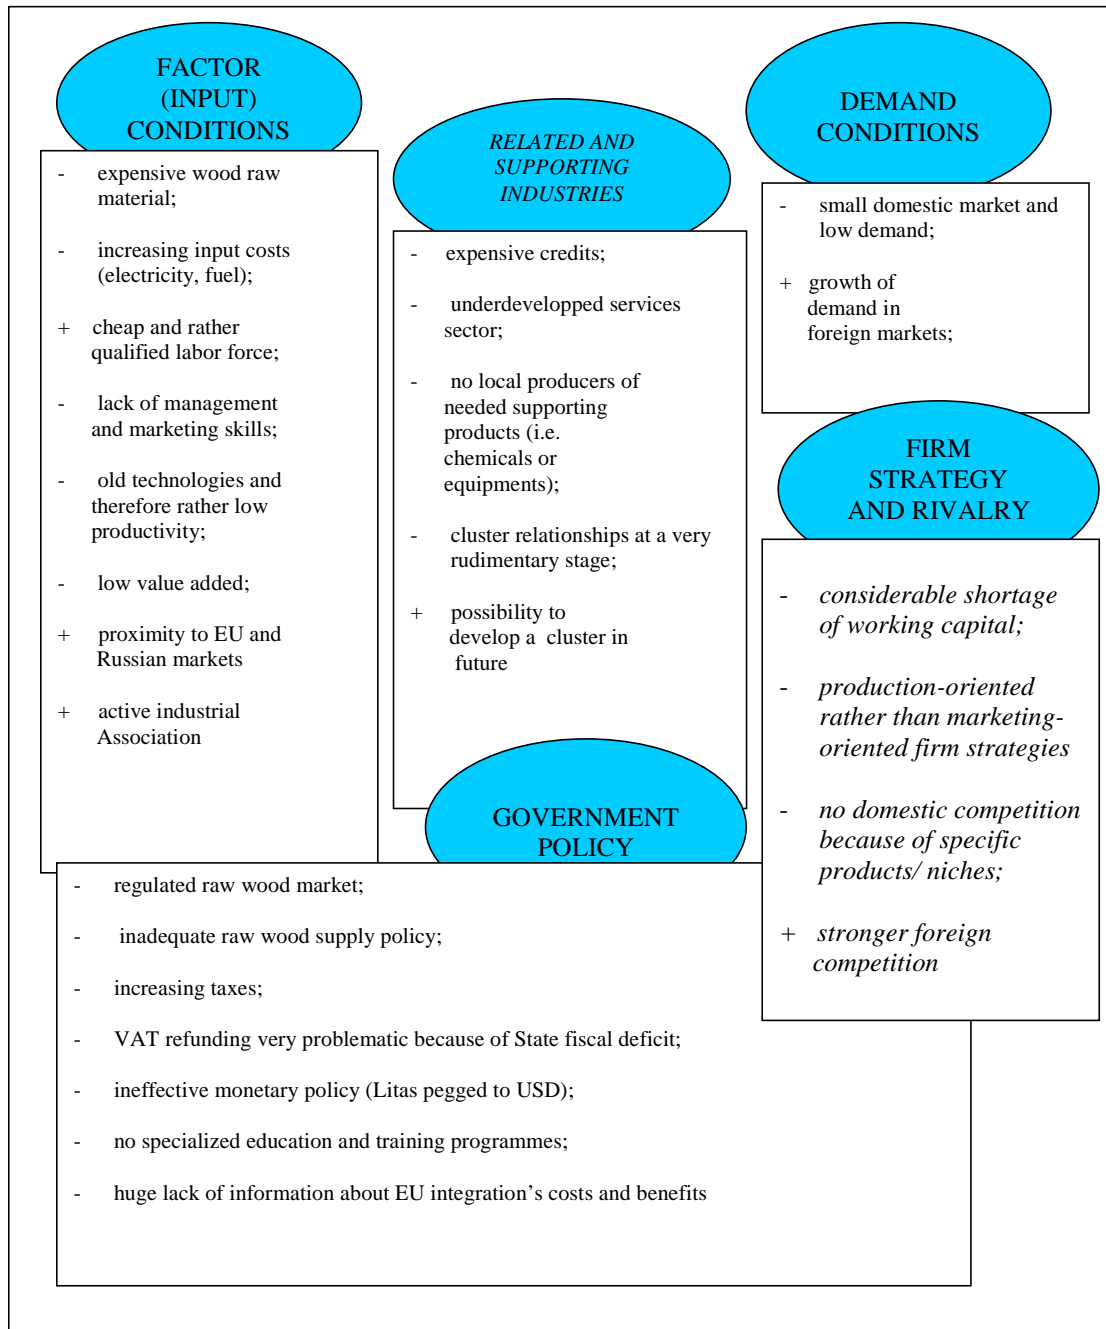 FACTOR
(INPUT)
CONDITIONS
- expensive wood raw
material;
- increasing input costs
(electricity, fuel);
+ cheap and rather
qualified labor force;
- lack of management
and marketing skills;
- old technologies and
therefore rather low
productivity;
- low value added;
+ proximity to EU and
Russian markets
+ active industrial
Association
RELATED AND
SUPPORTING
INDUSTRIES
- expensive credits;
- underdevelopped services
sector;
- no local producers of
needed supporting
products (i.e.
chemicals or
equipments);
- cluster relationships at a very
rudimentary stage;
+ possibility to
develop a cluster in
future
DEMAND
CONDITIONS
- small domestic market and
low demand;
+ growth of
demand in
foreign markets;
FIRM
STRATEGY
AND RIVALRY
- considerable shortage
of working capital;
- production-oriented
rather than marketing-
oriented firm strategies
- no domestic competition
because of specific
products/ niches;
+ stronger foreign
competition
GOVERNMENT
POLICY
- regulated raw wood market;
- inadequate raw wood supply policy;
- increasing taxes;
- VAT refunding very problematic because of State fiscal deficit;
- ineffective monetary policy (Litas pegged to USD);
- no specialized education and training programmes;
- huge lack of information about EU integration’s costs and benefits